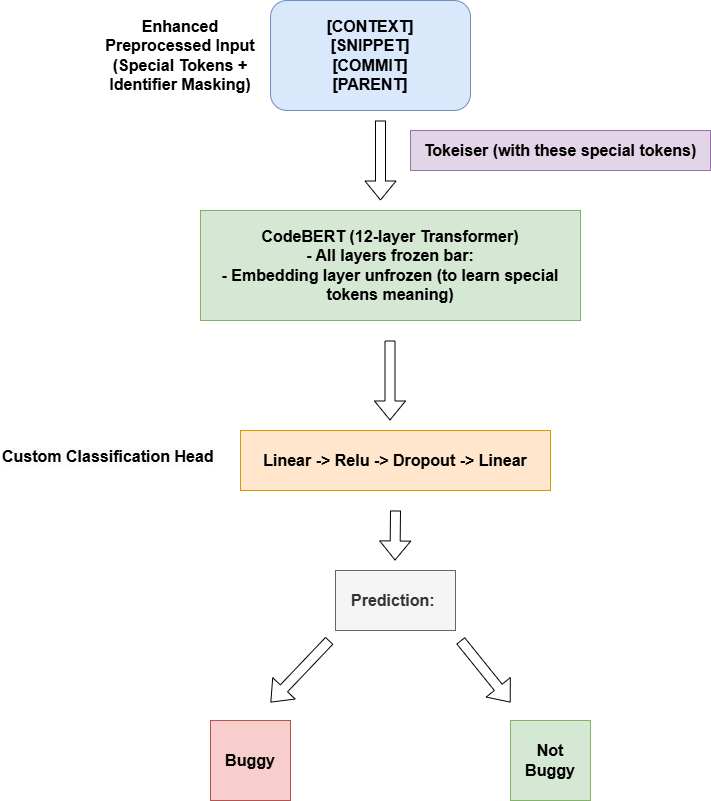 Enhanced
Preprocessed Input
(Special Tokens +
Identifier Masking)
[CONTEXT]
[SNIPPET]
[COMMIT]
[PARENT]
Tokeiser (with these special tokens)
CodeBERT (12-layer Transformer)
- All layers frozen bar:
- Embedding layer unfrozen (to learn special
tokens meaning)
Custom Classification Head
Linear -> Relu -> Dropout -> Linear
Prediction:
Buggy
Not
Buggy